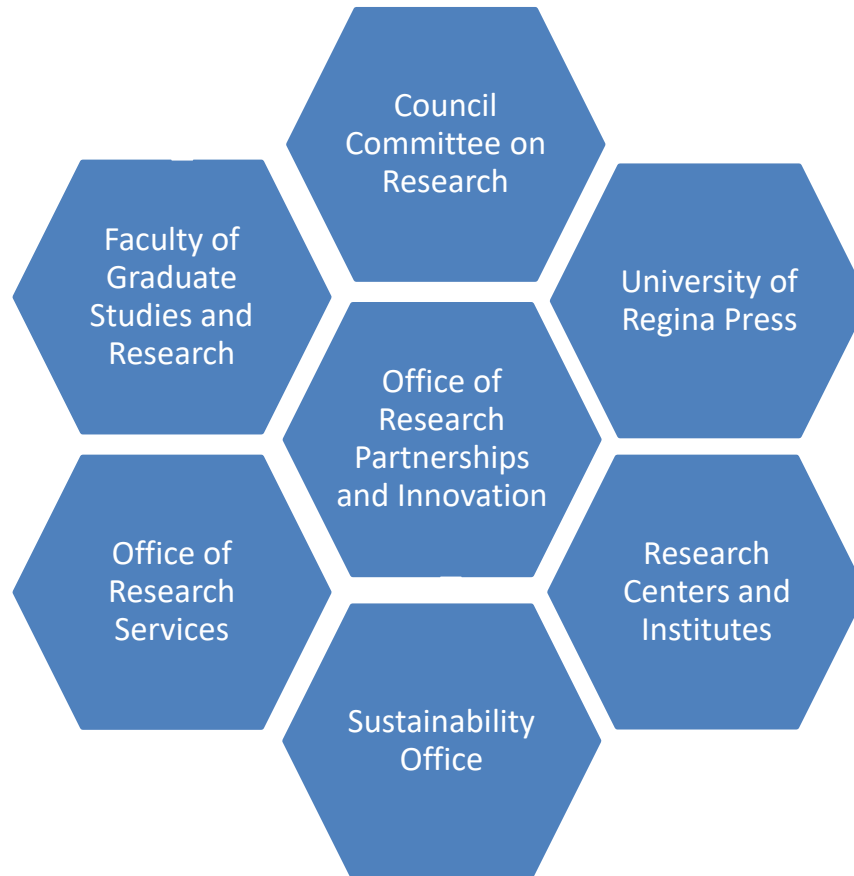 Council
Committee on
Research
Faculty of
Graduate
Studies and
Research
University of
Regina Press
Office of
Research
Partnerships
and Innovation
Office of
Research
Services
Research
Centers and
Institutes
Sustainability
Office